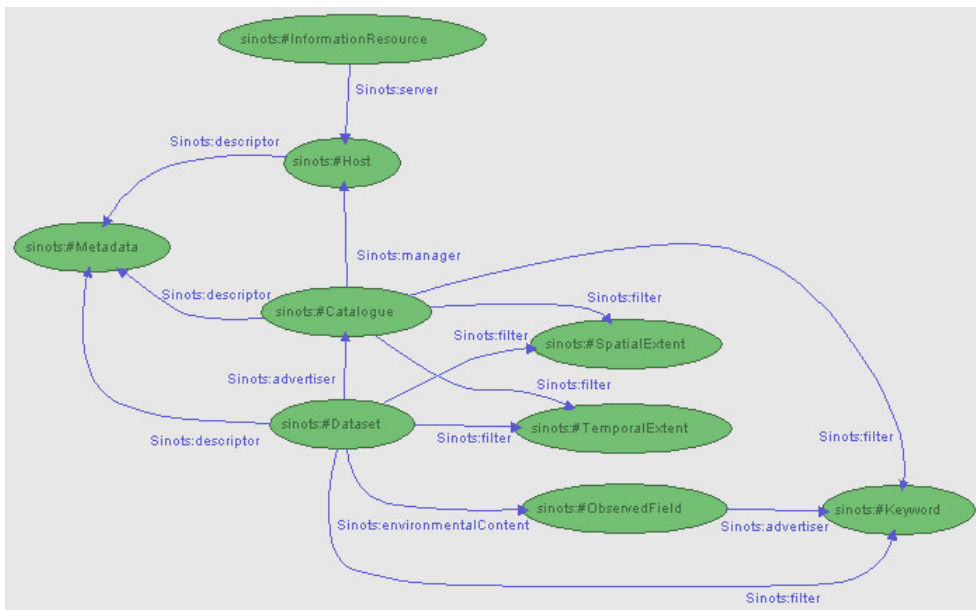 sinots:#InformationResource
Sinots:server
Sinots:descriptor
sinots:#Host
sinots:#Metadata
Sinots:manager
Sinots:descriptor
Sinots:filter
sinots:#Catalogue
Sinots:filter
sinots:#SpatialExtent
Sinots:advertiser
Sinots:filter
sinots:#Dataset
sinots:#TemporalExtent
Sinots:descriptor
Sinots:filter
Sinots:filter
sinots:#ObservedField
sinots:#Keyword
Sinots:environmentalContent
Sinots:advertiser
Sinots:filter